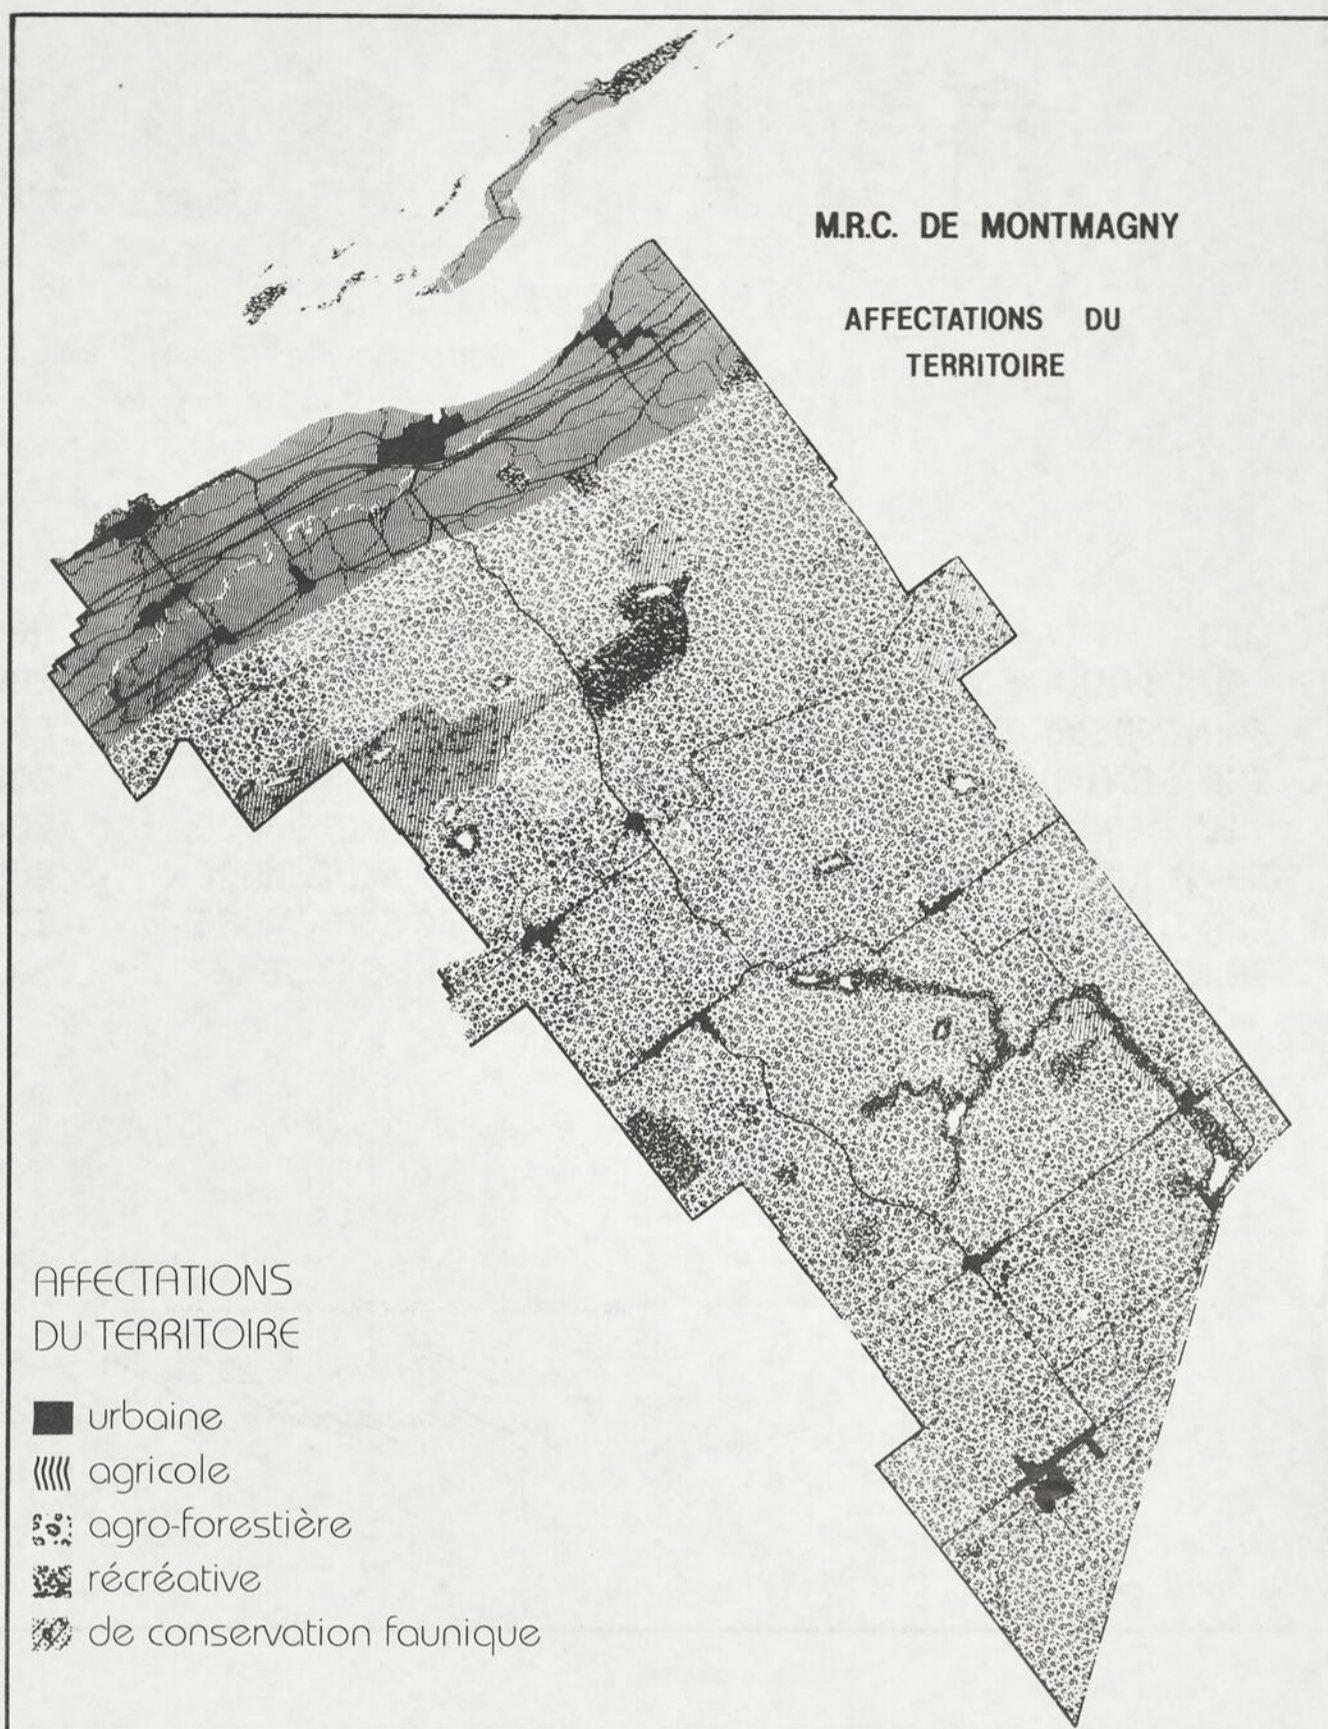 M.R.C. DE MONTMAGNY
AFFECTATIONS DU
TERRITOIRE
AFFECTATIONS
DU TERRITOIRE
urbaine
agricole
agro-forestière
récréative
de conservation faunique